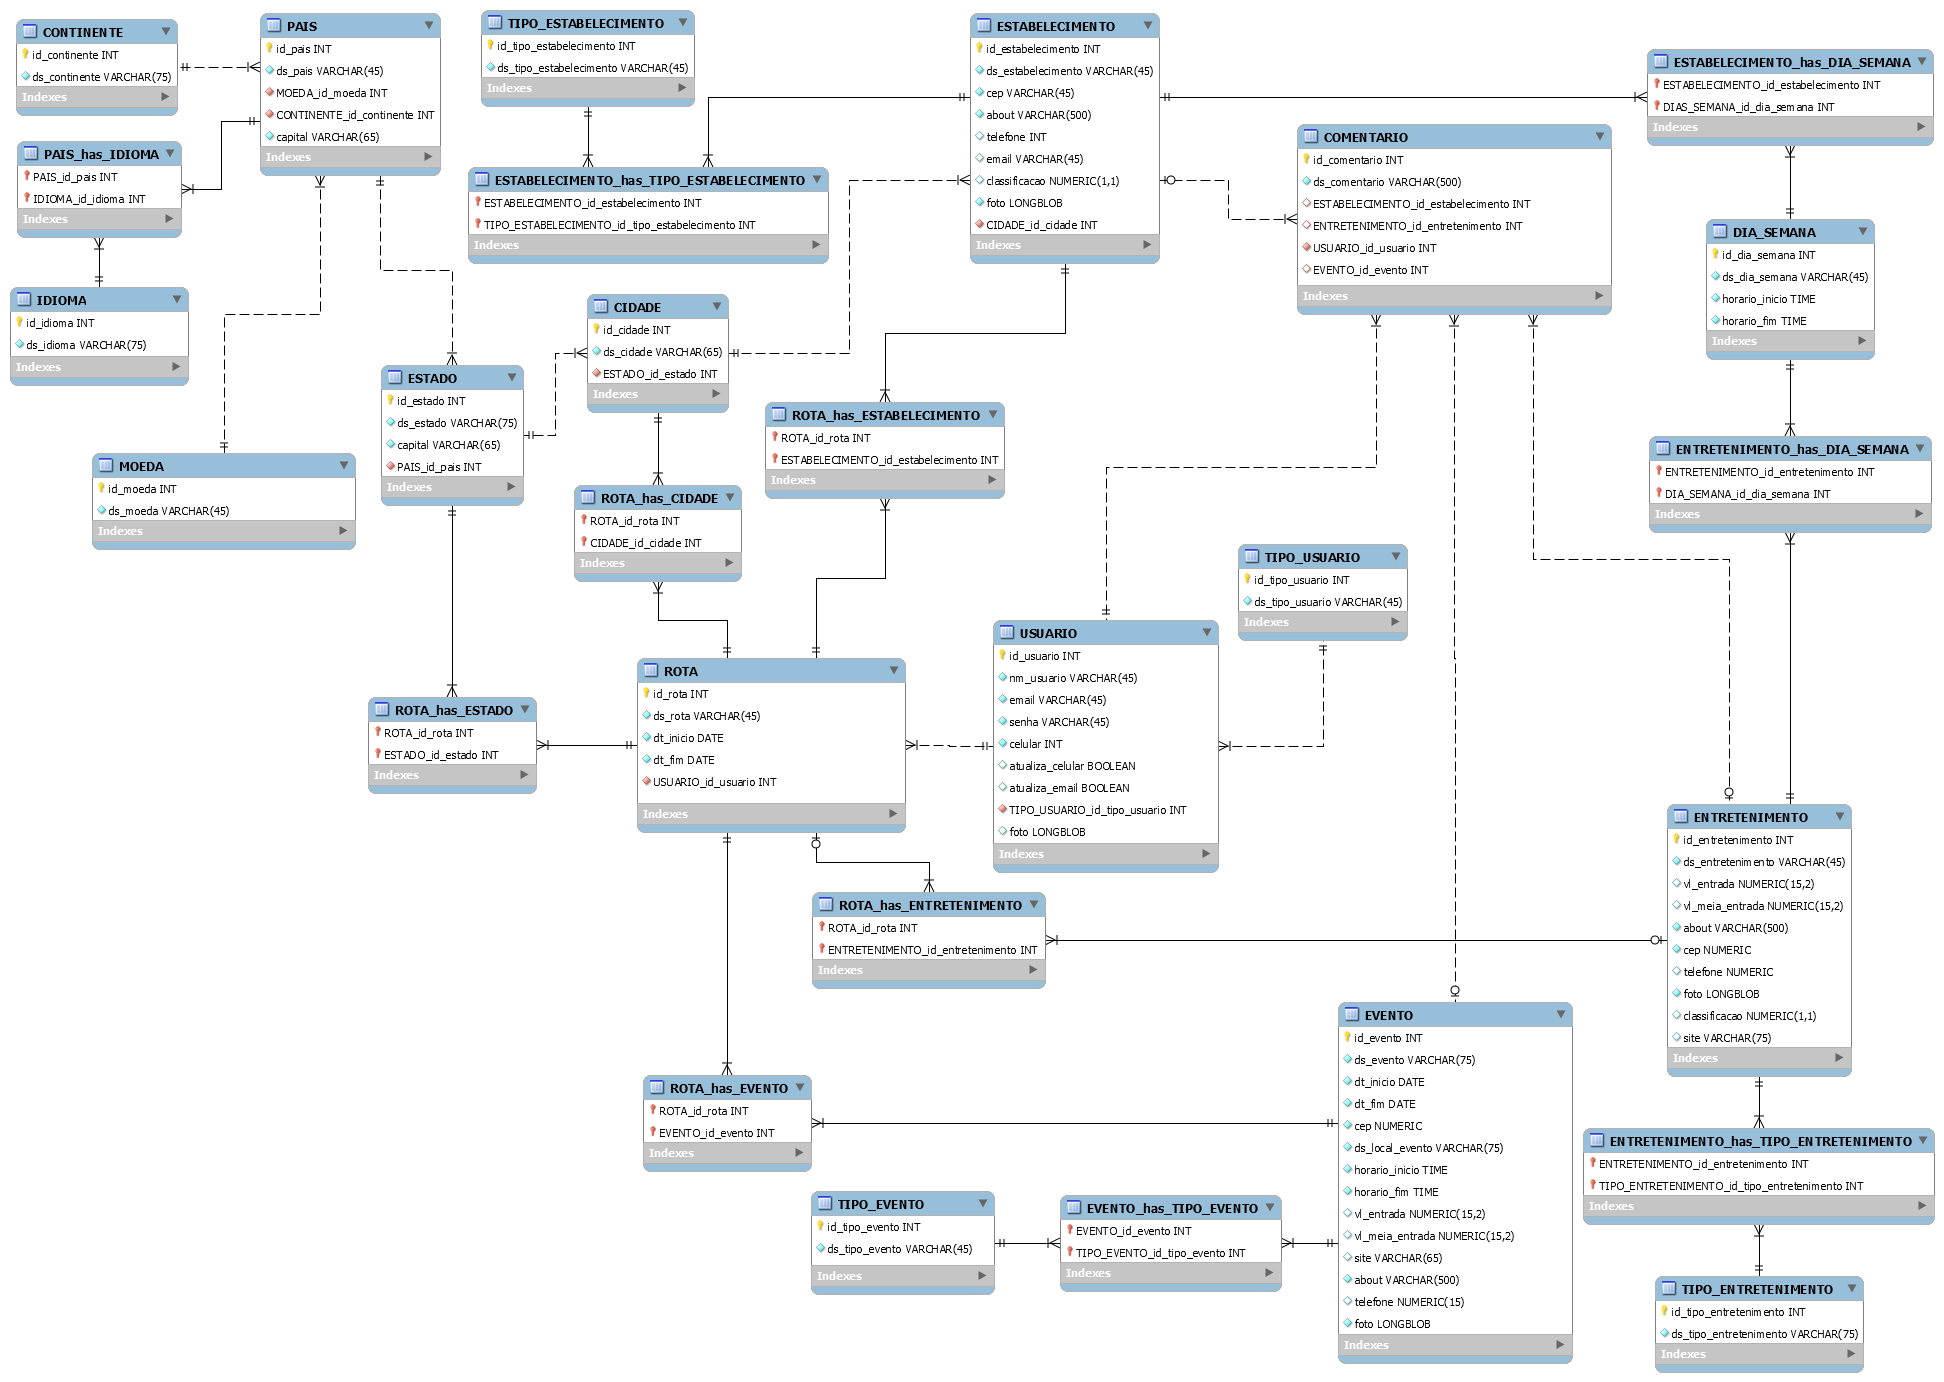 CONTINENTE
id_continente INT
ds_continente VARCHAR(75)
Indexes
PAIS
id_pais INT
ds_pais VARCHAR(45)
MOEDA_id_moeda INT
CONTINENTE_id_continente INT
capital VARCHAR(65)
Indexes
TIPO_ESTABELECIMENTO
id_tipo_estabelecimento INT
ds_tipo_estabelecimento VARCHAR(45)
Indexes
ESTABELECIMENTO
id_estabelecimento INT
ds_estabelecimento VARCHAR(45)
cep VARCHAR(45)
about VARCHAR(500)
telefone INT
email VARCHAR(45)
classificacao NUMERIC(1,1)
foto LONGBLOB
CIDADE_id_cidade INT
Indexes
ESTABELECIMENTO_has_DIA_SEMANA
ESTABELECIMENTO_id_estabelecimento INT
DIAS_SEMANA_id_dia_semana INT
Indexes
PAIS_has_IDIOMA
PAIS_id_pais INT
IDIOMA_id_idioma INT
Indexes
ESTABELECIMENTO_has_TIPO_ESTABELECIMENTO
ESTABELECIMENTO_id_estabelecimento INT
TIPO_ESTABELECIMENTO_id_tipo_estabelecimento INT
Indexes
COMENTARIO
id_comentario INT
ds_comentario VARCHAR(500)
ESTABELECIMENTO_id_estabelecimento INT
ENTRETENIMENTO_id_entretenimento INT
USUARIO_id_usuario INT
EVENTO_id_evento INT
Indexes
DIA_SEMANA
id_dia_semana INT
ds_dia_semana VARCHAR(45)
horario_inicio TIME
horario_fim TIME
Indexes
IDIOMA
id_idioma INT
ds_idioma VARCHAR(75)
Indexes
CIDADE
id_cidade INT
ds_cidade VARCHAR(65)
ESTADO_id_estado INT
Indexes
ESTADO
id_estado INT
ds_estado VARCHAR(75)
capital VARCHAR(65)
PAIS_id_pais INT
Indexes
ROTA_has_ESTABELECIMENTO
ROTA_id_rota INT
ESTABELECIMENTO_id_estabelecimento INT
Indexes
MOEDA
id_moeda INT
ds_moeda VARCHAR(45)
Indexes
ROTA_has_CIDADE
ROTA_id_rota INT
CIDADE_id_cidade INT
Indexes
ENTRETENIMENTO_has_DIA_SEMANA
ENTRETENIMENTO_id_entretenimento INT
DIA_SEMANA_id_dia_semana INT
Indexes
TIPO_USUARIO
id_tipo_usuario INT
ds_tipo_usuario VARCHAR(45)
Indexes
USUARIO
id_usuario INT
nm_usuario VARCHAR(45)
email VARCHAR(45)
senha VARCHAR(45)
celular INT
atualiza_celular BOOLEAN
atualiza_email BOOLEAN
TIPO_USUARIO_id_tipo_usuario INT
foto LONGBLOB
Indexes
ROTA
id_rota INT
ds_rota VARCHAR(45)
dt_inicio DATE
dt_fim DATE
USUARIO_id_usuario INT
Indexes
ROTA_has_ESTADO
ROTA_id_rota INT
ESTADO_id_estado INT
Indexes
ENTRETENIMENTO
id_entretenimento INT
ds_entretenimento VARCHAR(45)
vl_entrada NUMERIC(15,2)
vl_meia_entrada NUMERIC(15,2)
about VARCHAR(500)
cep NUMERIC
telefone NUMERIC
foto LONGBLOB
classificacao NUMERIC(1,1)
site VARCHAR(75)
Indexes
ROTA_has_ENTRETENIMENTO
ROTA_id_rota INT
ENTRETENIMENTO_id_entretenimento INT
Indexes
EVENTO
id_evento INT
ds_evento VARCHAR(75)
dt_inicio DATE
dt_fim DATE
cep NUMERIC
ds_local_evento VARCHAR(75)
horario_inicio TIME
horario_fim TIME
vl_entrada NUMERIC(15,2)
vl_meia_entrada NUMERIC(15,2)
site VARCHAR(65)
about VARCHAR(500)
telefone NUMERIC(15)
foto LONGBLOB
Indexes
ROTA_has_EVENTO
ROTA_id_rota INT
EVENTO_id_evento INT
Indexes
ENTRETENIMENTO_has_TIPO_ENTRETENIMENTO
ENTRETENIMENTO_id_entretenimento INT
TIPO_ENTRETENIMENTO_id_tipo_entretenimento INT
Indexes
TIPO_EVENTO
id_tipo_evento INT
ds_tipo_evento VARCHAR(45)
Indexes
EVENTO_has_TIPO_EVENTO
EVENTO_id_evento INT
TIPO_EVENTO_id_tipo_evento INT
Indexes
TIPO_ENTRETENIMENTO
id_tipo_entretenimento INT
ds_tipo_entretenimento VARCHAR(75)
Indexes